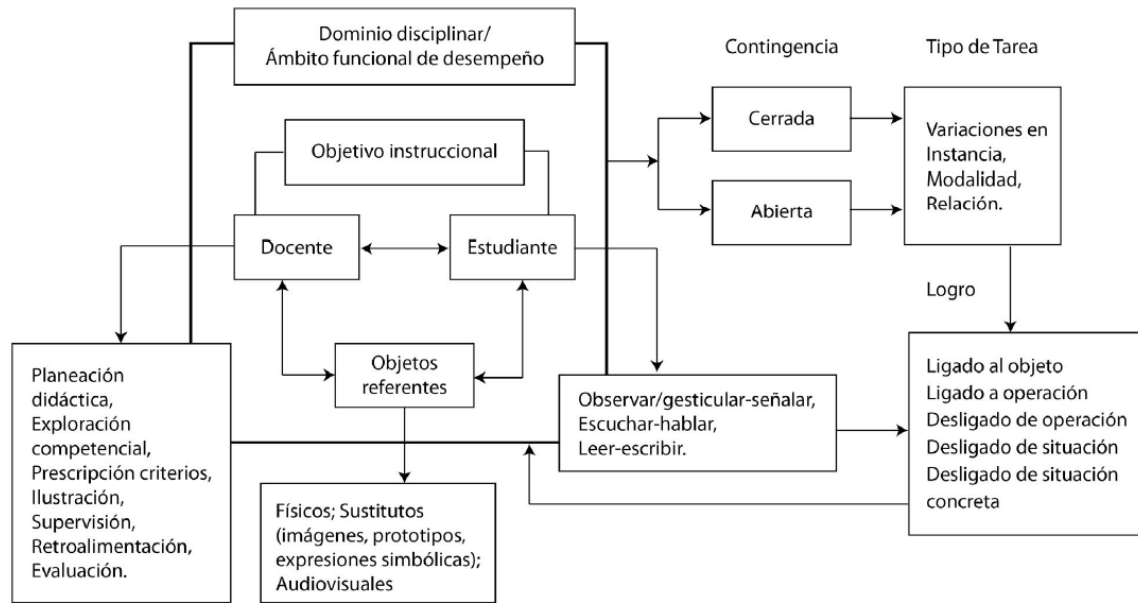 Dominio disciplinar/
Ámbito funcional de desempeño
Contingencia
Tipo de Tarea
Objetivo instruccional
Cerrada
Abierta
Variaciones en
Instancia,
Modalidad,
Relación.
Docente
Estudiante
Logro
Objetos
referentes
Planeación
didáctica,
Exploración
competencial,
Prescripción criterios,
Ilustración,
Supervisión,
Retroalimentación,
Evaluación.
Observar/gesticular-señalar,
Escuchar-hablar,
Leer-escribir.
Ligado al objeto
Ligado a operación
Desligado de operación
Desligado de situación
Desligado de situación
concreta
Físicos; Sustitutos
(imágenes, prototipos,
expresiones simbólicas);
Audiovisuales